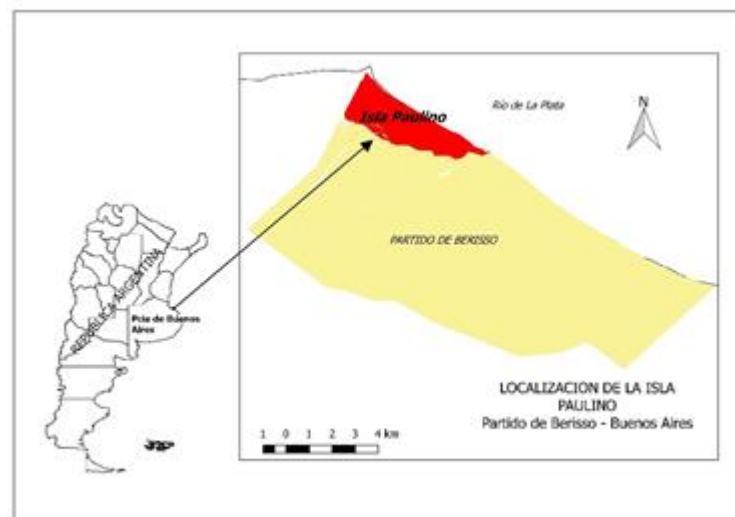 Isla Paulino
Río de La Plata
N
PARTIDO DE BERISSO
REPUBLICA ARGENTINA
Pcia de Buenos
Aires
LOCALIZACION DE LA ISLA
PAULINO
Partido de Berisso - Buenos Aires
1 0 1 2 3 4 km